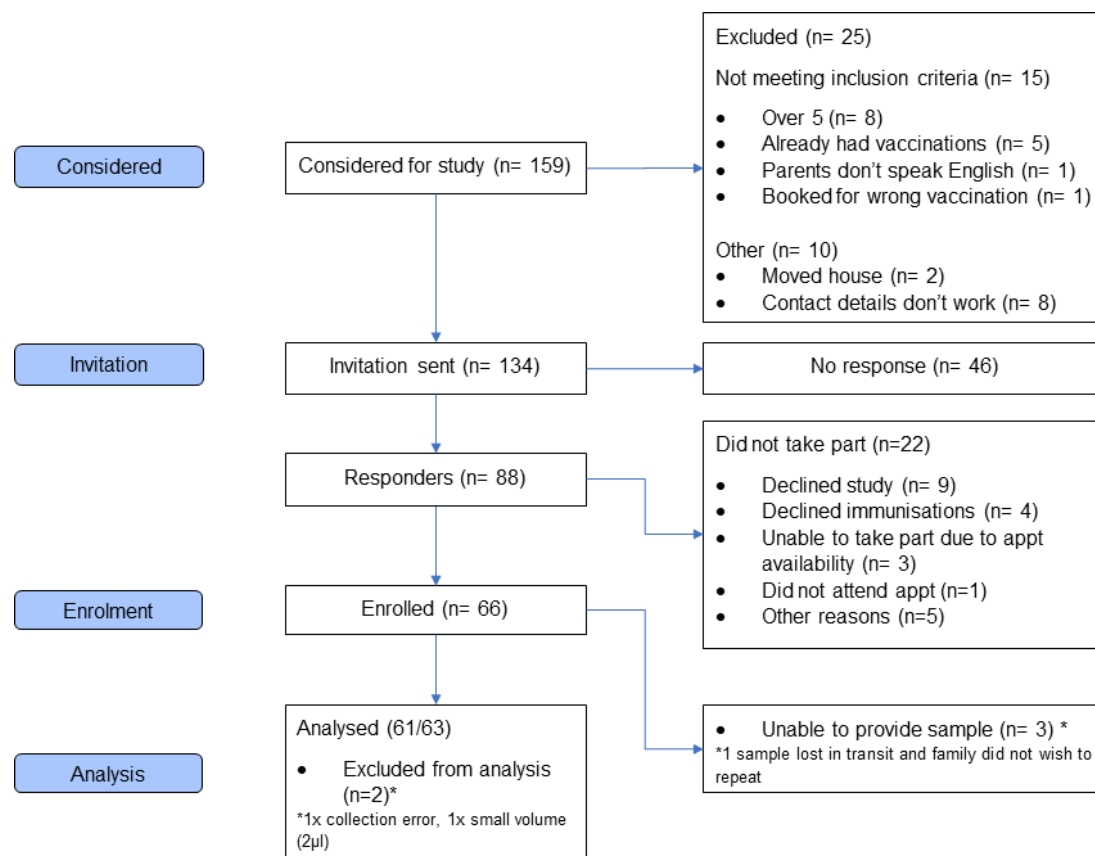 Excluded (n= 25)
Not meeting inclusion criteria (n= 15)
• Over 5 (n= 8)
• Already had vaccinations (n= 5)
• Parents don’t speak English (n= 1)
• Booked for wrong vaccination (n= 1)
Other (n= 10)
• Moved house (n= 2)
• Contact details don’t work (n= 8)
Considered
Considered for study (n= 159)
Invitation
Invitation sent (n= 134)
No response (n= 46)
Responders (n= 88)
Did not take part (n=22)
• Declined study (n= 9)
• Declined immunisations (n= 4)
• Unable to take part due to appt
availability (n= 3)
• Did not attend appt (n=1)
• Other reasons (n=5)
Enrolment
Enrolled (n= 66)
Analysis
Analysed (61/63)
• Excluded from analysis
(n=2)*
*1x collection error, 1x small volume
(2µl)
• Unable to provide sample (n= 3) *
*1 sample lost in transit and family did not wish to
repeat